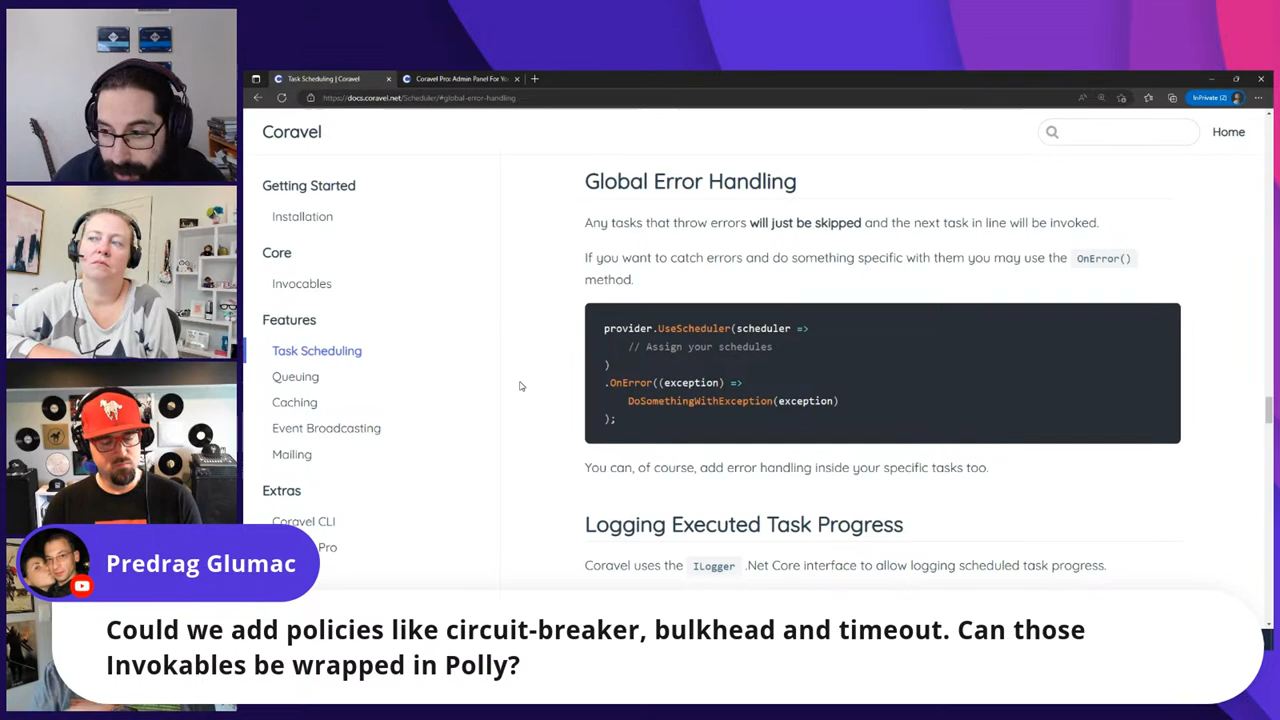 Task Scheduling | Coravel
Coravel Pro: Admin Panel For Yo
https://docs.coravel.net/Scheduler/#global-error-handling
InPrivate (2)
Coravel
Home
Getting Started
Installation
Core
Invocables
Features
Task Scheduling
Queuing
Caching
Event Broadcasting
Mailing
Extras
Coravel CLI
Pro
Global Error Handling
Any tasks that throw errors will just be skipped and the next task in line will be invoked.
If you want to catch errors and do something specific with them you may use the OnError()
method.
provider.UseScheduler(scheduler =>
// Assign your schedules
)
.OnError((exception) =>
DoSomethingWithException(exception)
);
You can, of course, add error handling inside your specific tasks too.
Logging Executed Task Progress
Coravel uses the ILogger .Net Core interface to allow logging scheduled task progress.
Predrag Glumac
Could we add policies like circuit-breaker, bulkhead and timeout. Can those
Invokables be wrapped in Polly?